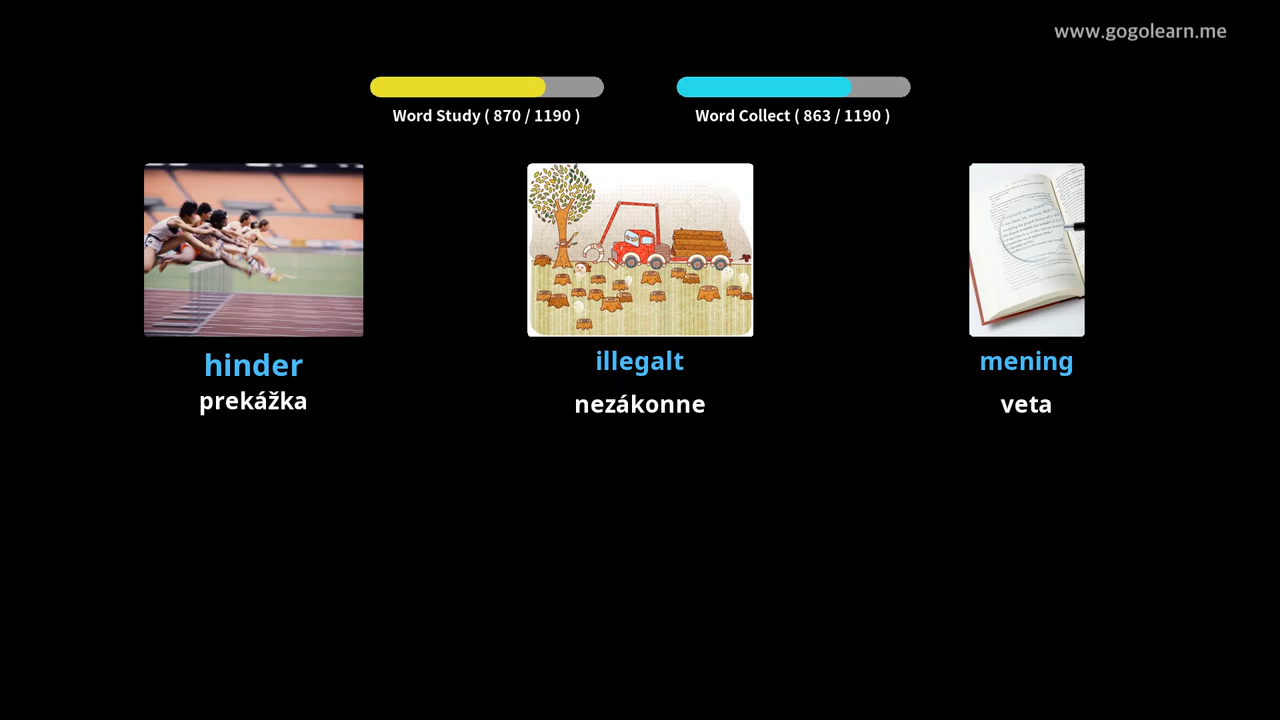 www.gogolearn.me
Word Study ( 870 / 1190 )
Word Collect ( 863 / 1190 )
hinder
illegalt
mening
prekážka
nezákonne
veta